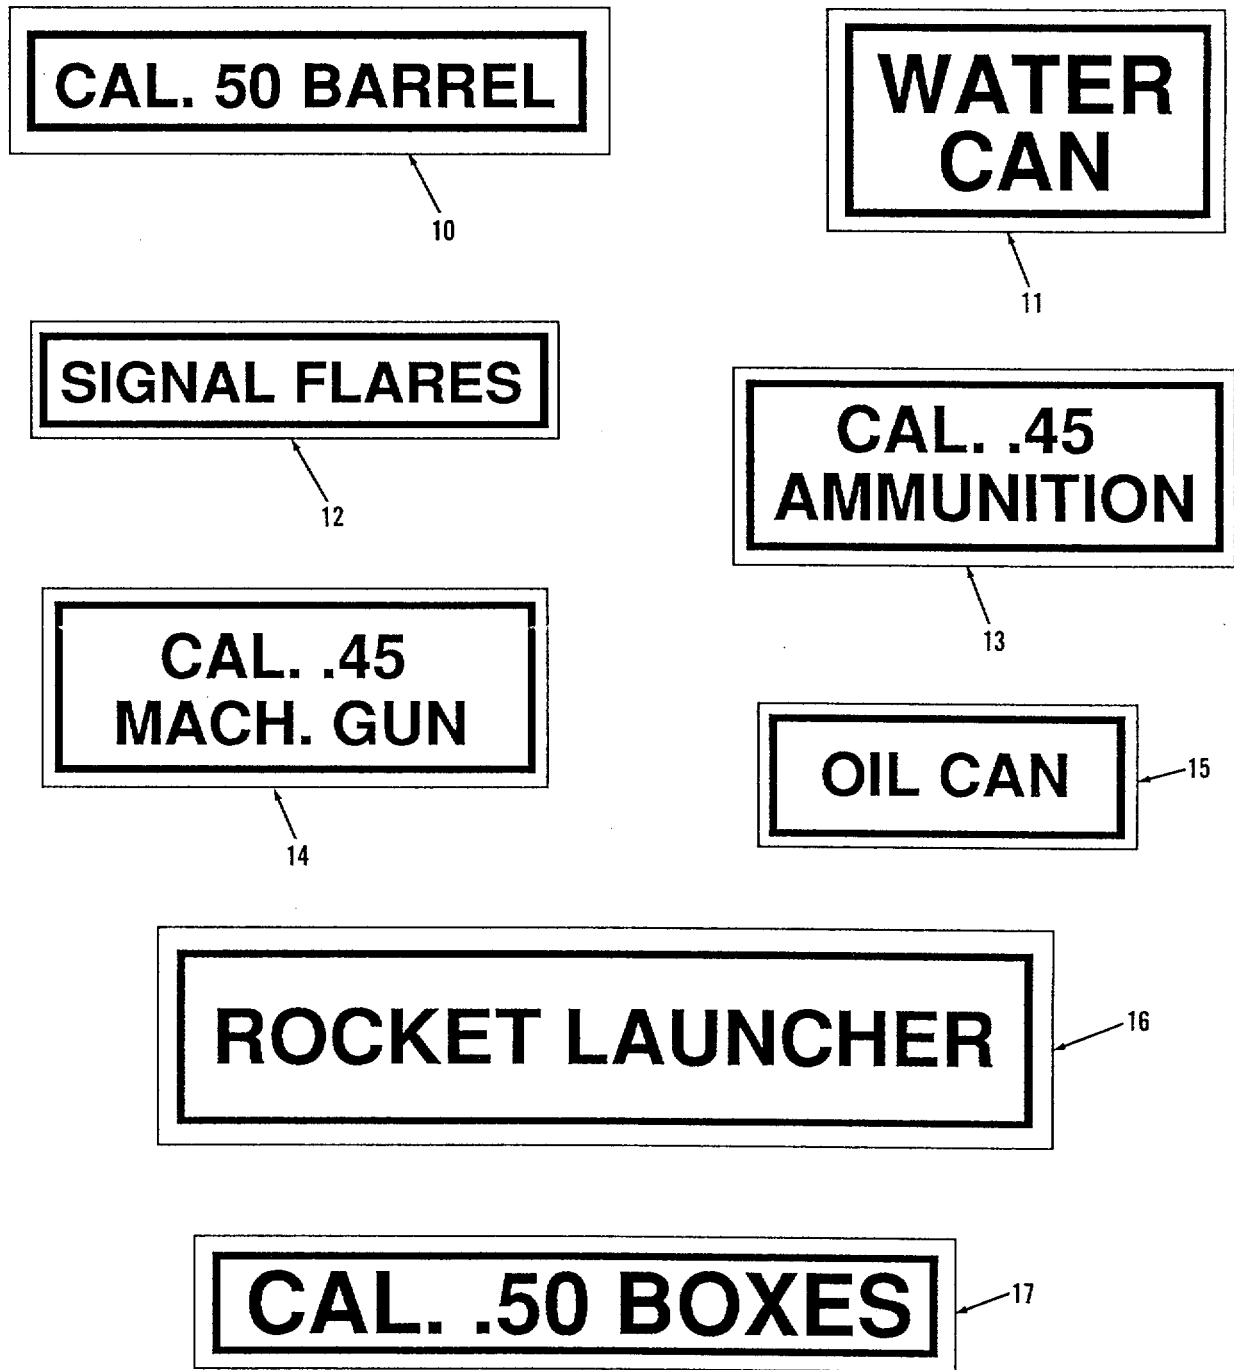 CAL. 50 BARREL
10
WATER
CAN
11
SIGNAL FLARES
12
CAL. .45
AMMUNITION
13
CAL. .45
MACH. GUN
14
OIL CAN
15
ROCKET LAUNCHER
16
CAL. .50 BOXES
17